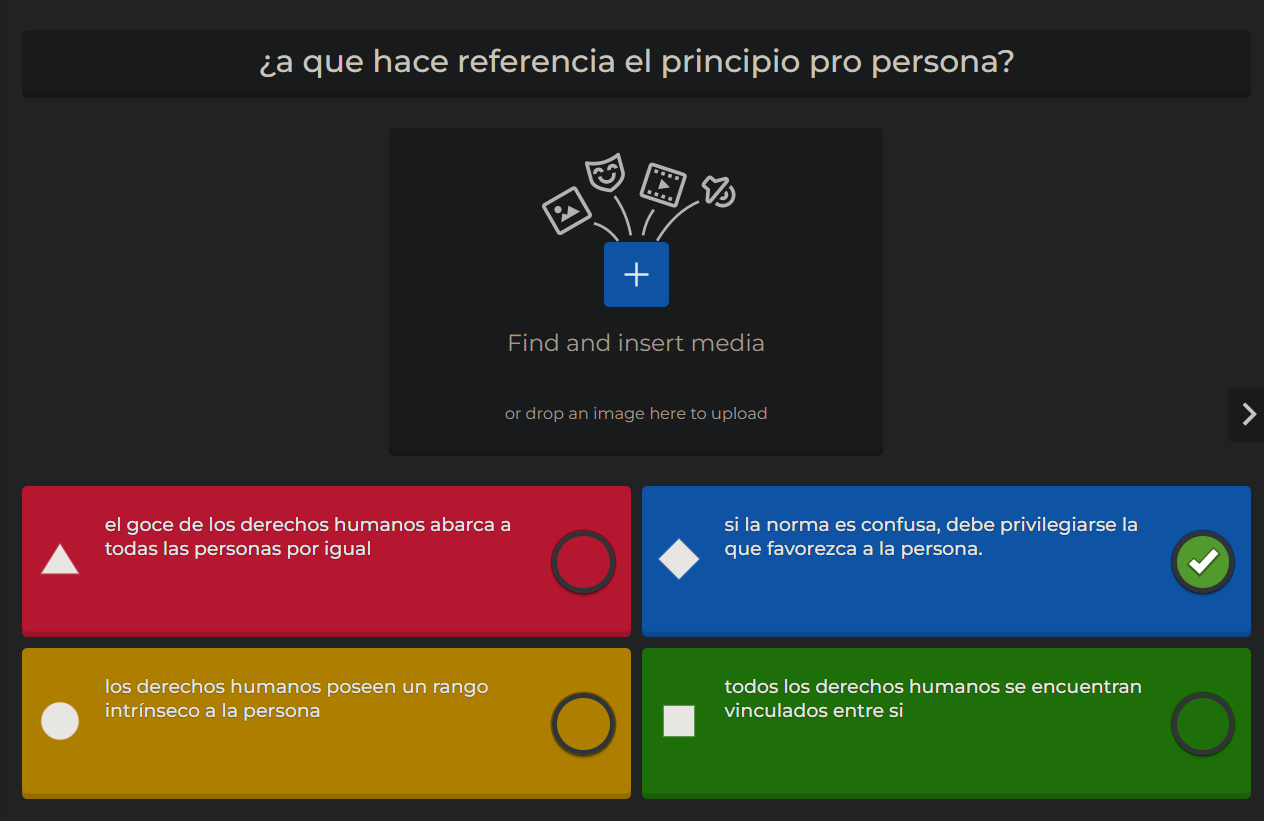 ¿a que hace referencia el principio pro persona?
Find and insert media
or drop an image here to upload
el goce de los derechos humanos abarca a
todas las personas por igual
si la norma es confusa, debe privilegiarse la
que favorezca a la persona.
los derechos humanos poseen un rango
intrínseco a la persona
todos los derechos humanos se encuentran
vinculados entre si